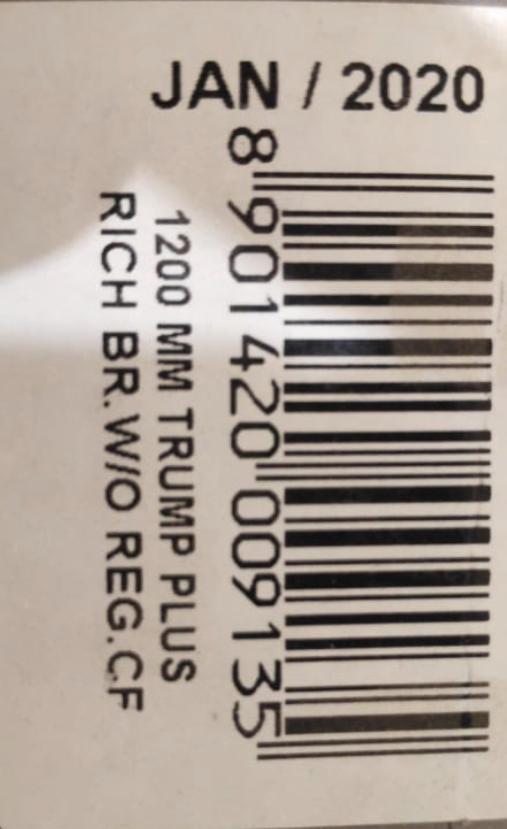 JAN / 2020
8 901420 009135
1200 MM TRUMP PLUS
RICH BR.W/O REG.CF